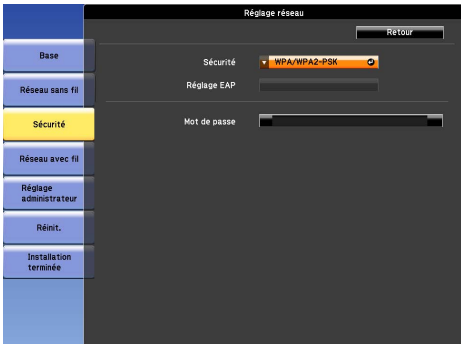 Réglage réseau
Retour
Base
Réseau sans fil
Sécurité
Réseau avec fil
Réglage
administrateur
Réinit.
Installation
terminée
Sécurité
WPA/WPA2-PSK
Réglage EAP
Mot de passe